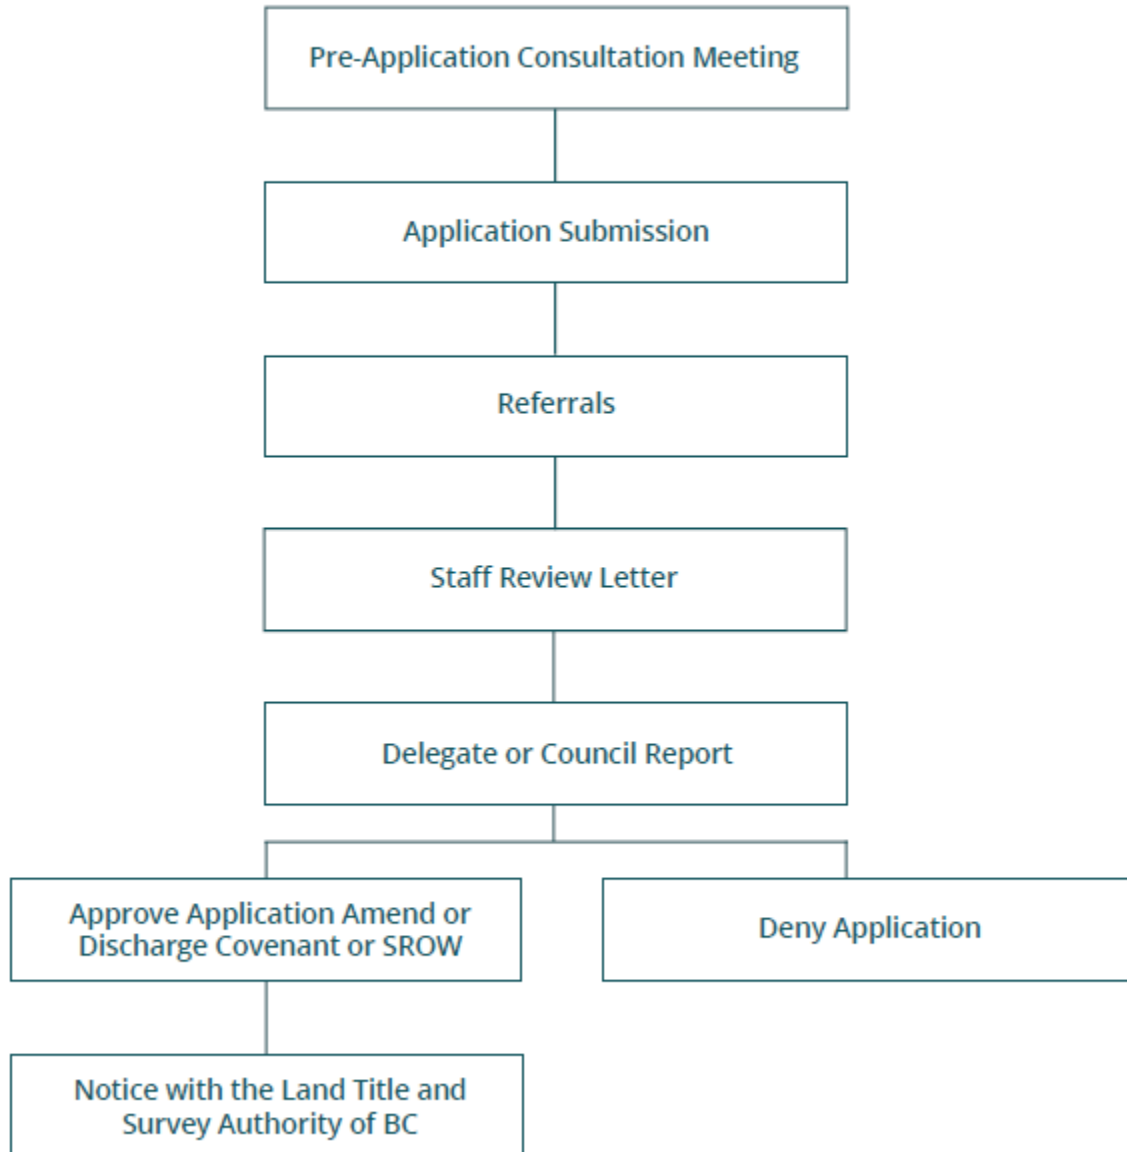 Pre-Application Consultation Meeting
Application Submission
Referrals
Staff Review Letter
Delegate or Council Report
Approve Application Amend or
Discharge Covenant or SROW
Deny Application
Notice with the Land Title and
Survey Authority of BC